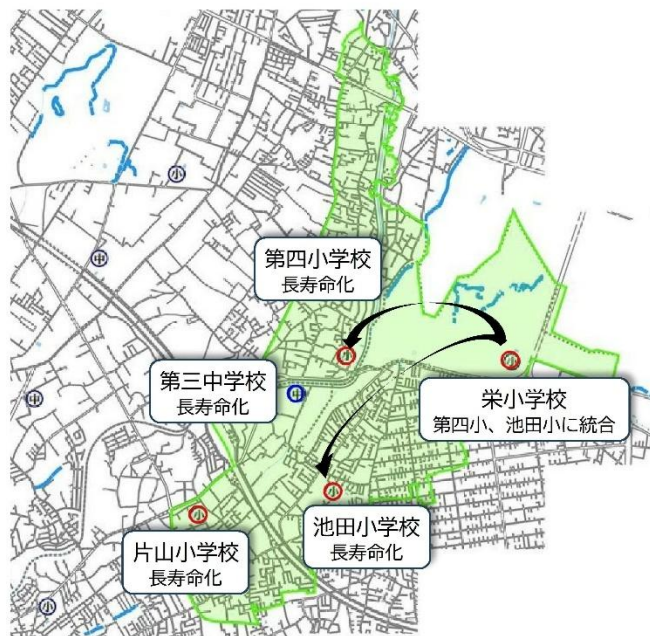 小
中
第四小学校
長寿命化
小
小
第三中学校
長寿命化
中
中
栄小学校
第四小、池田小に統合
小
小
片山小学校
長寿命化
池田小学校
長寿命化
小